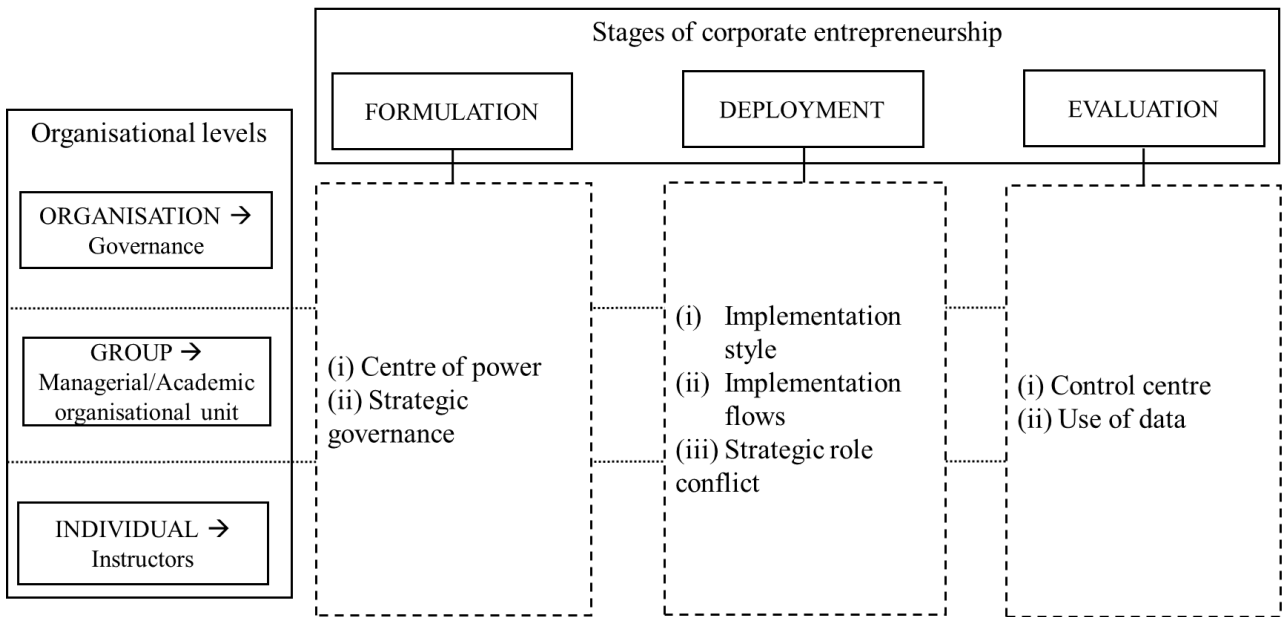 Stages of corporate entrepreneurship
FORMULATION
DEPLOYMENT
EVALUATION
Organisational levels
ORGANISATION →
Governance
GROUP →
Managerial/Academic
organisational unit
INDIVIDUAL →
Instructors
(i) Centre of power
(ii) Strategic
governance
(i) Implementation
style
(ii) Implementation
flows
(iii) Strategic role
conflict
(i) Control centre
(ii) Use of data